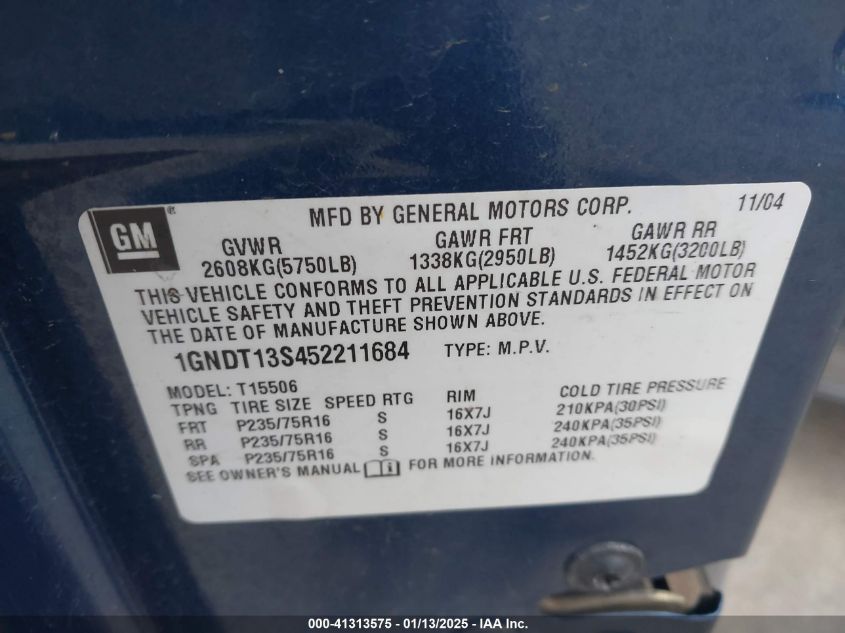 GM®
MFD BY GENERAL MOTORS CORP. 11/04
GVWR GAWR FRT GAWR RR
2608KG(5750LB) 1338KG(2950LB) 1452KG(3200LB)
THIS VEHICLE CONFORMS TO ALL APPLICABLE U.S. FEDERAL MOTOR
VEHICLE SAFETY AND THEFT PREVENTION STANDARDS IN EFFECT ON
THE DATE OF MANUFACTURE SHOWN ABOVE.
1GNDT13S452211684 TYPE: M.P.V.
MODEL: T15506
TPNG TIRE SIZE SPEED RTG RIM COLD TIRE PRESSURE
FRT P235/75R16 S 16X7J 210KPA(30PSI)
RR P235/75R16 S 16X7J 240KPA(35PSI)
SPA P235/75R16 S 16X7J 240KPA(35PSI)
SEE OWNER'S MANUAL FOR MORE INFORMATION.
000-41313575 - 01/13/2025 - IAA Inc.